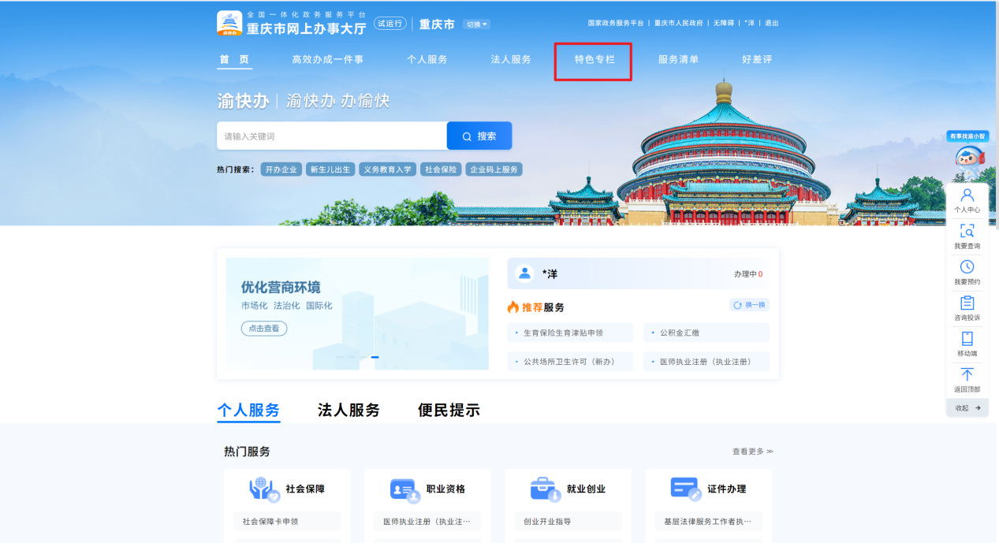 全国一体化政务服务平台
重庆市网上办事大厅 试运行 重庆市 切换
国家政务服务平台 | 重庆市人民政府 | 无障碍 | *洋 | 退出
首 页 高效办成一件事 个人服务 法人服务 特色专栏 服务清单 好差评
渝快办 | 渝快办 办愉快
请输入关键词 搜索
热门搜索: 开办企业 新生儿出生 义务教育入学 社会保险 企业码上服务
有事找渝小智
个人中心
我要查询
我要预约
咨询投诉
移动端
返回顶部
收起 →
优化营商环境
市场化 法治化 国际化
点击查看
*洋 办理中 0
推荐服务 换一换
· 生育保险生育津贴申领 · 公积金汇缴
· 公共场所卫生许可（新办） · 医师执业注册（执业注册）
个人服务 法人服务 便民提示
热门服务 查看更多 ≫
社会保障 职业资格 就业创业 证件办理
社会保障卡申领 医师执业注册（执业注… 创业开业指导 基层法律服务工作者执…